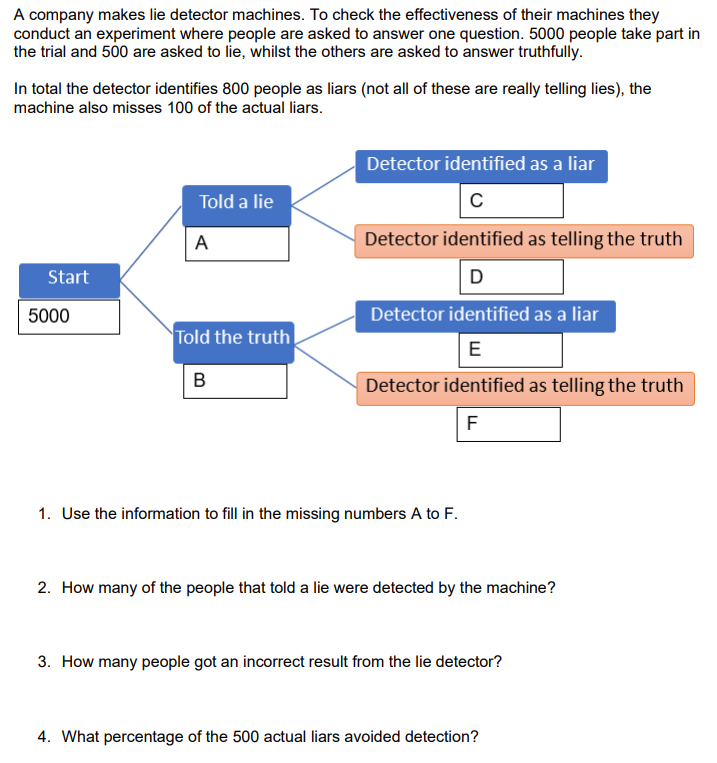 A company makes lie detector machines. To check the effectiveness of their machines they
conduct an experiment where people are asked to answer one question. 5000 people take part in
the trial and 500 are asked to lie, whilst the others are asked to answer truthfully.
In total the detector identifies 800 people as liars (not all of these are really telling lies), the
machine also misses 100 of the actual liars.
Detector identified as a liar
Told a lie
C
A
Detector identified as telling the truth
Start
D
5000
Detector identified as a liar
Told the truth
E
B
Detector identified as telling the truth
F
1. Use the information to fill in the missing numbers A to F.
2. How many of the people that told a lie were detected by the machine?
3. How many people got an incorrect result from the lie detector?
4. What percentage of the 500 actual liars avoided detection?